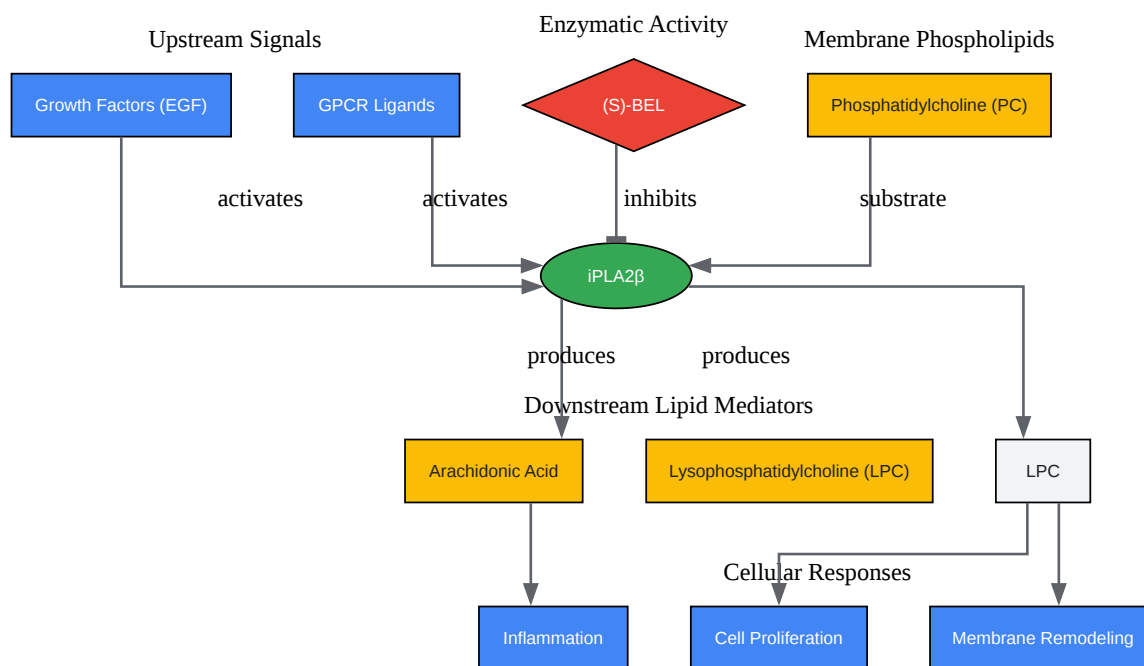 Upstream Signals
Enzymatic Activity
Membrane Phospholipids
Growth Factors (EGF)
GPCR Ligands
(S)-BEL
Phosphatidylcholine (PC)
activates
activates
inhibits
substrate
iPLA2β
produces
produces
Downstream Lipid Mediators
Arachidonic Acid
Lysophosphatidylcholine (LPC)
LPC
Cellular Responses
Inflammation
Cell Proliferation
Membrane Remodeling